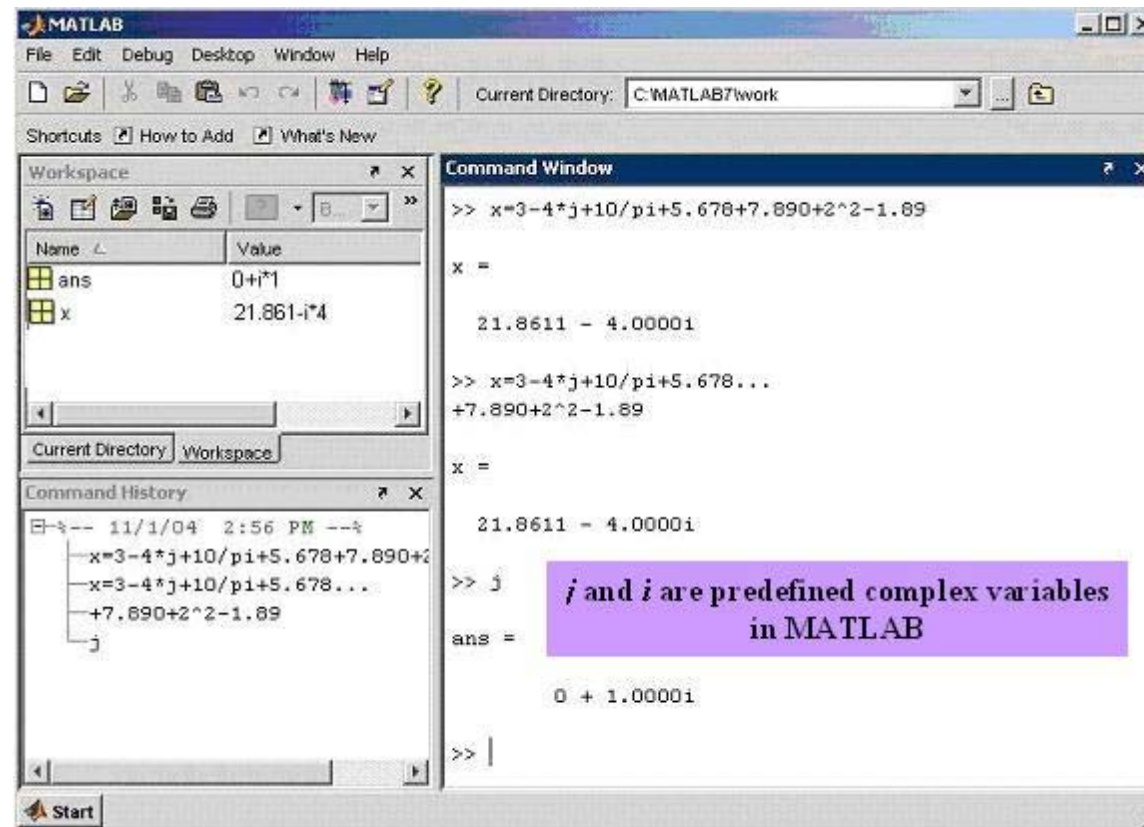 MATLAB
File Edit Debug Desktop Window Help
Current Directory: C:\MATLAB7\work ...
Shortcuts How to Add What's New
Workspace
B...
Name Value
ans 0+i*1
x 21.861-i*4
Current Directory Workspace
Command History
%-- 11/1/04 2:56 PM --%
x=3-4*j+10/pi+5.678+7.890+2
x=3-4*j+10/pi+5.678...
+7.890+2^2-1.89
j
Command Window
>> x=3-4*j+10/pi+5.678+7.890+2^2-1.89
x =
21.8611 - 4.0000i
>> x=3-4*j+10/pi+5.678...
+7.890+2^2-1.89
x =
21.8611 - 4.0000i
>> j
j and i are predefined complex variables
in MATLAB
ans =
0 + 1.0000i
>>
Start